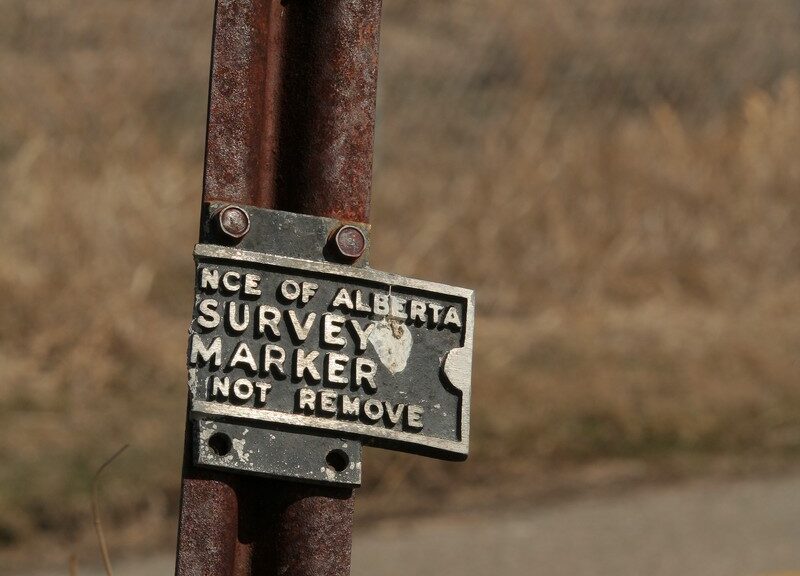 NCE OF ALBERTA
SURVEY
MARKER
NOT REMOVE